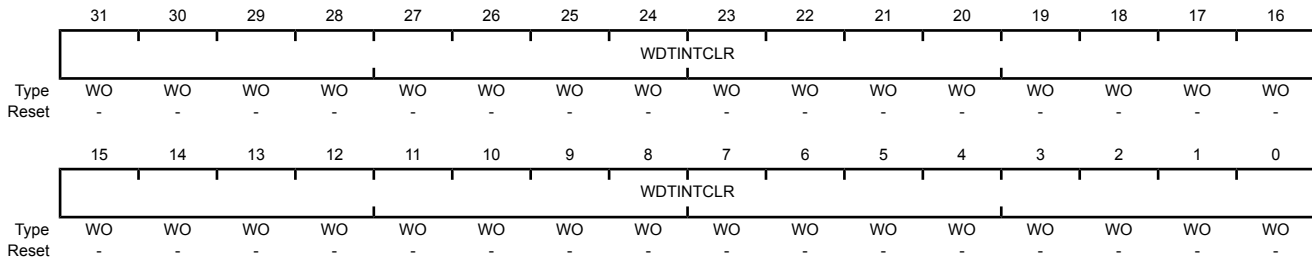 31 30 29 28 27 26 25 24 23 22 21 20 19 18 17 16
WDTINTCLR
Type WO WO WO WO WO WO WO WO WO WO WO WO WO WO WO WO
Reset - - - - - - - - - - - - - - - -
15 14 13 12 11 10 9 8 7 6 5 4 3 2 1 0
WDTINTCLR
Type WO WO WO WO WO WO WO WO WO WO WO WO WO WO WO WO
Reset - - - - - - - - - - - - - - - -